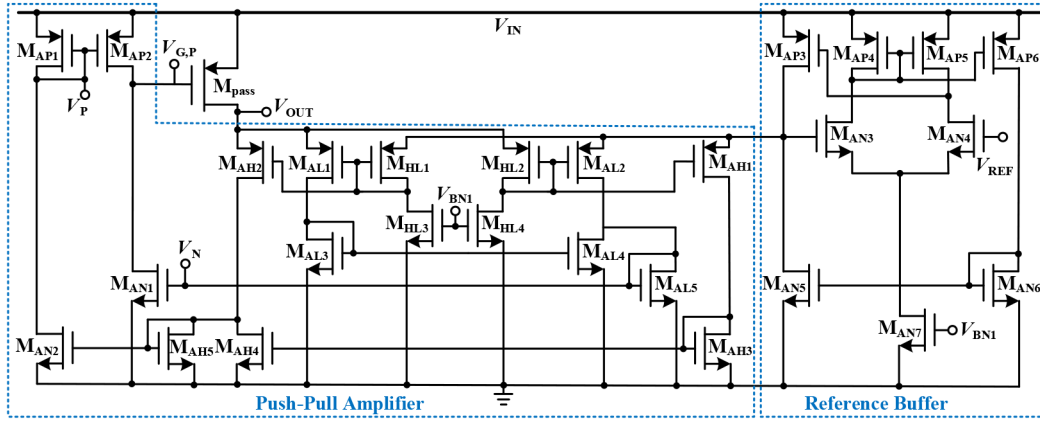 V_IN
M_AP1
M_AP2
V_G,P
M_pass
V_P
V_OUT
M_AP3
M_AP4
M_AP5
M_AP6
M_AN3
M_AN4
V_REF
M_AH2
M_AL1
M_HL1
M_HL2
M_AL2
M_AH1
V_BN1
M_HL3
M_HL4
V_N
M_AL3
M_AL4
M_AL5
M_AN1
M_AN5
M_AN6
M_AN2
M_AH5
M_AH4
M_AH3
M_AN7
V_BN1
Push-Pull Amplifier
Reference Buffer